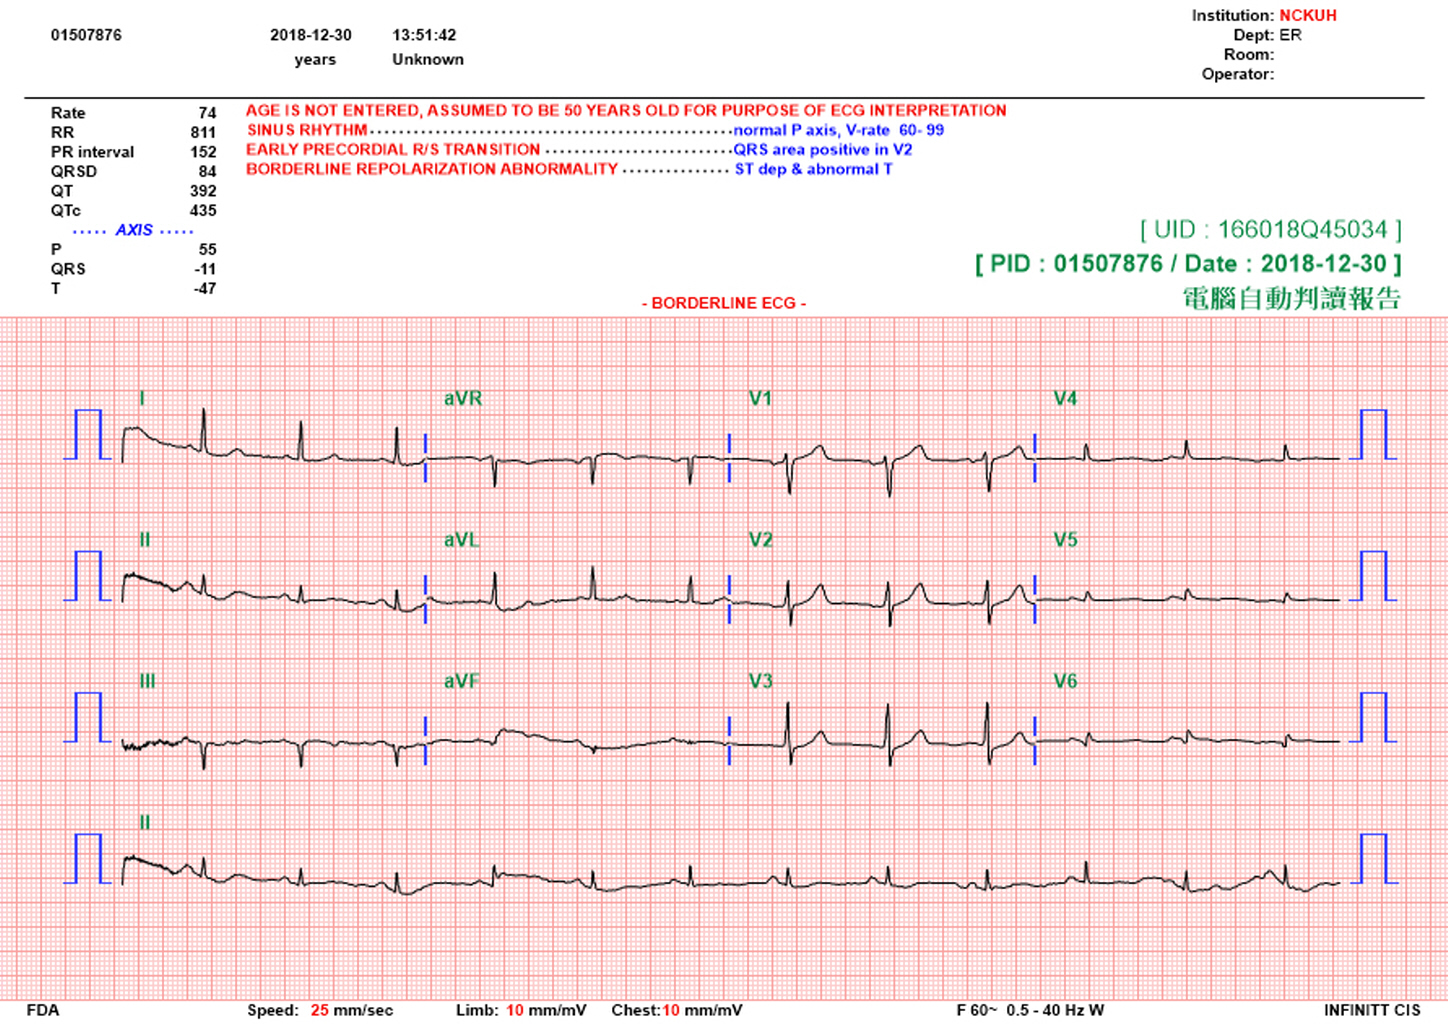 Institution: NCKUH
01507876 2018-12-30 13:51:42 Dept: ER
years Unknown Room:
Operator:
Rate 74 AGE IS NOT ENTERED, ASSUMED TO BE 50 YEARS OLD FOR PURPOSE OF ECG INTERPRETATION
RR 811 SINUS RHYTHM normal P axis, V-rate 60- 99
PR interval 152 EARLY PRECORDIAL R/S TRANSITION QRS area positive in V2
QRSD 84 BORDERLINE REPOLARIZATION ABNORMALITY ST dep & abnormal T
QT 392
QTc 435
AXIS
[ UID : 166018Q45034 ]
P 55
QRS -11
[ PID : 01507876 / Date : 2018-12-30 ]
T -47
- BORDERLINE ECG -
電腦自動判讀報告
I aVR V1 V4
II aVL V2 V5
III aVF V3 V6
II
FDA Speed: 25 mm/sec Limb: 10 mm/mV Chest:10 mm/mV F 60~ 0.5 - 40 Hz W INFINITT CIS